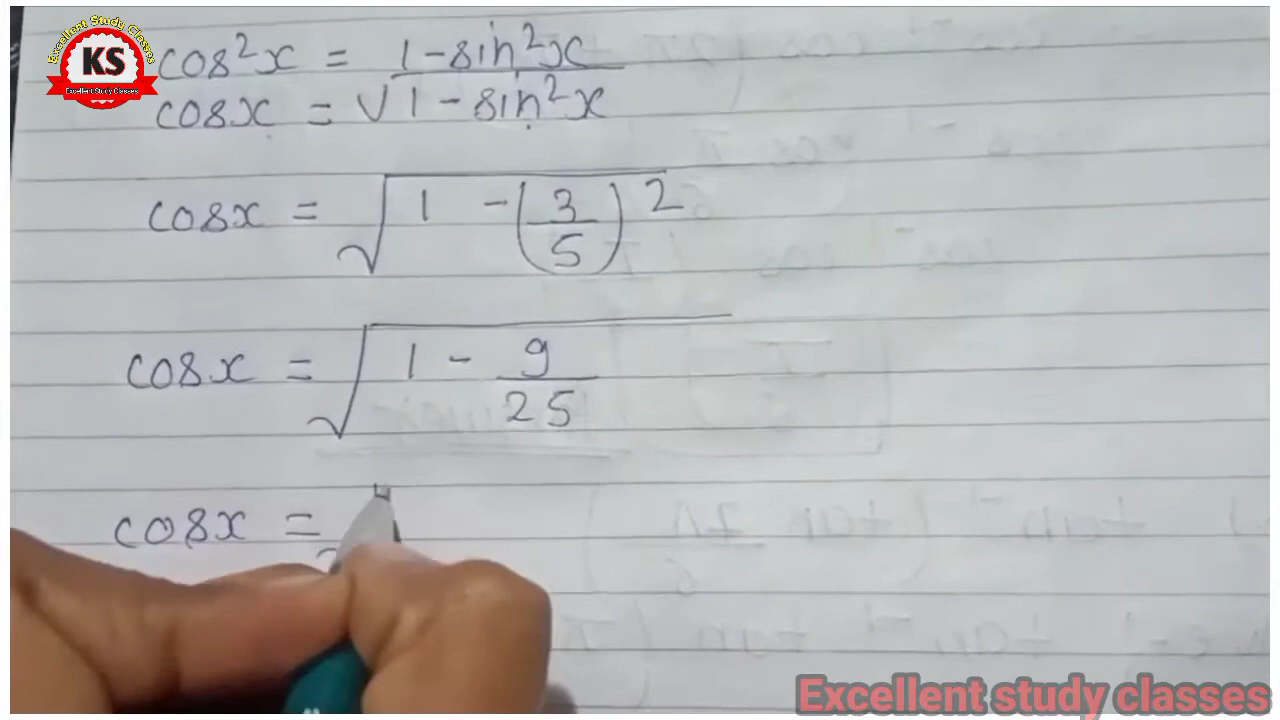 Excellent Study Classes
KS
Excellent Study Classes
cos²x = 1 - sin²x
cosx = √1 - sin²x
cosx = √1 - (3/5)2
cosx = √1 - 9/25
cosx =
Excellent study classes